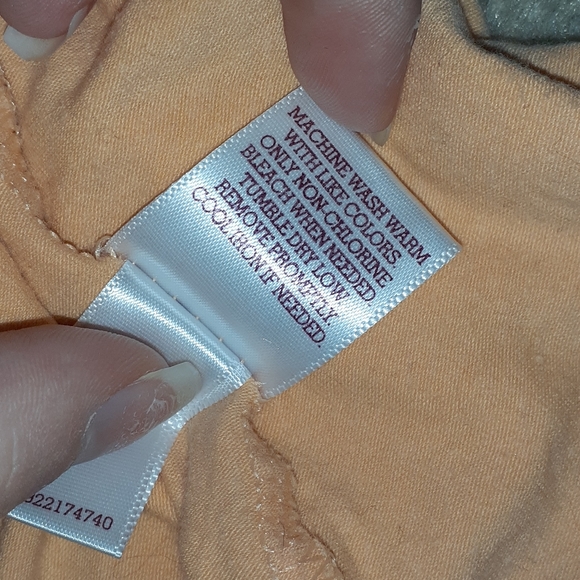 MACHINE WASH WARM
WITH LIKE COLORS
ONLY NON-CHLORINE
BLEACH WHEN NEEDED
TUMBLE DRY LOW
REMOVE PROMPTLY
COOL IRON IF NEEDED.
322174740